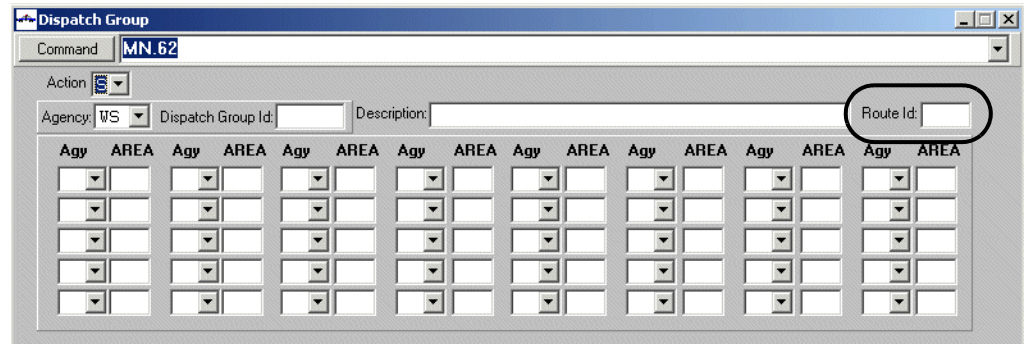 Dispatch Group
Command MN.62
Action S
Agency: WS Dispatch Group Id: Description: Route Id:
Agy AREA Agy AREA Agy AREA Agy AREA Agy AREA Agy AREA Agy AREA Agy AREA